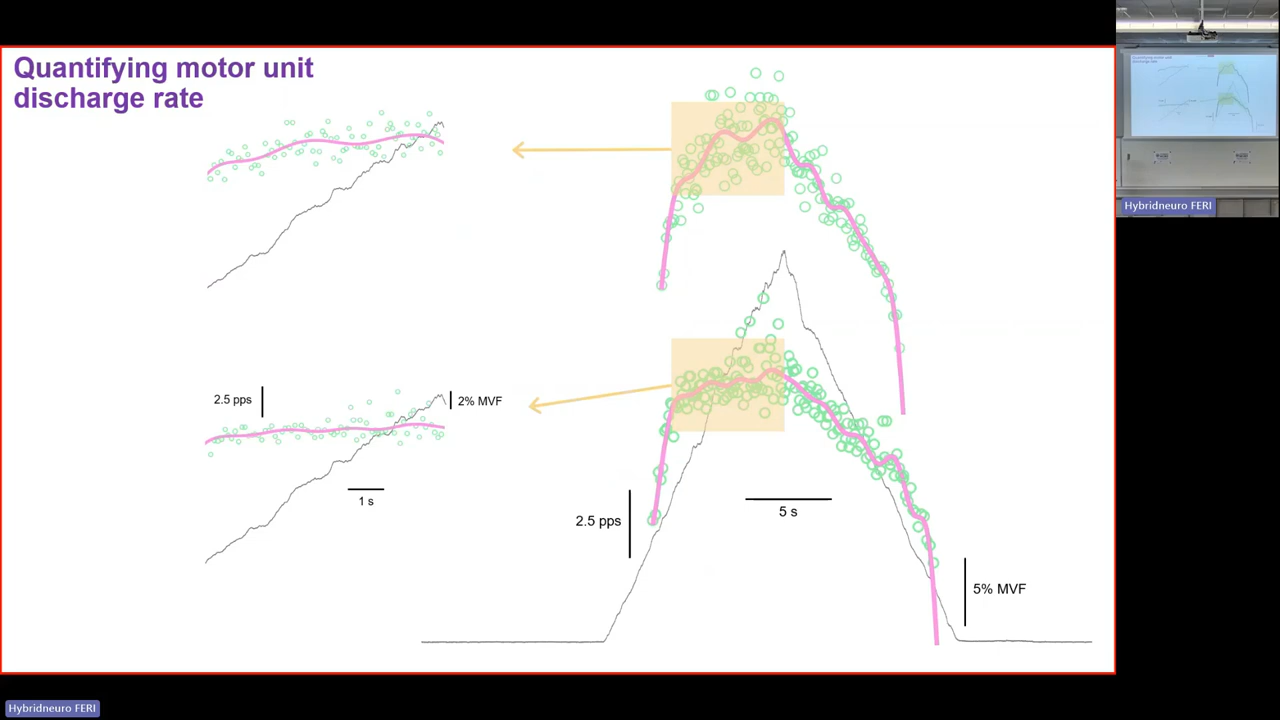 Quantifying motor unit
discharge rate
Hybridneuro FERI
2.5 pps
2% MVF
1 s
2.5 pps
5 s
5% MVF
Hybridneuro FERI